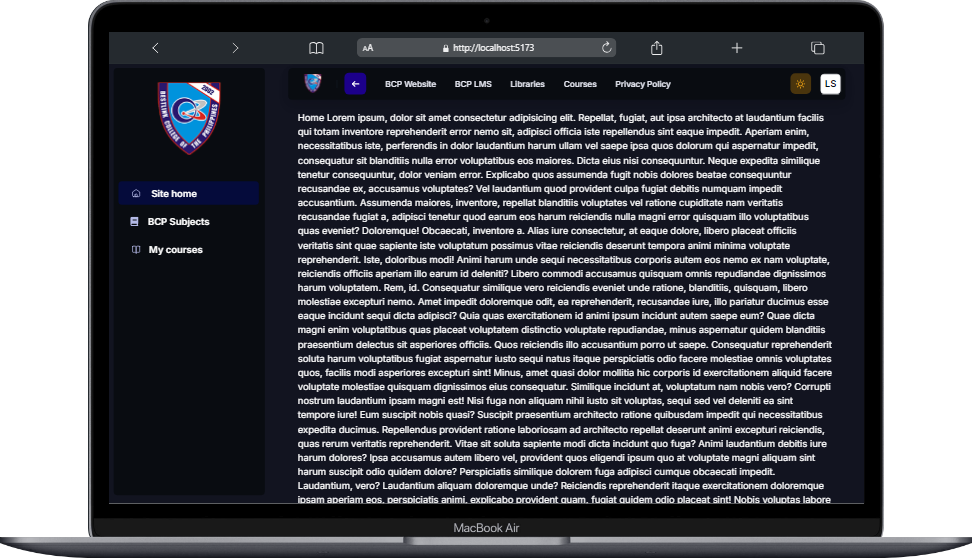 AA
http://localhost:5173
2002
BESTLINK COLLEGE OF THE PHILIPPINES
BCP Website
BCP LMS
Libraries
Courses
Privacy Policy
LS
Site home
BCP Subjects
My courses
Home Lorem ipsum, dolor sit amet consectetur adipisicing elit. Repellat, fugiat, aut ipsa architecto at laudantium facilis
qui totam inventore reprehenderit error nemo sit, adipisci officia iste repellendus sint eaque impedit. Aperiam enim,
necessitatibus iste, perferendis in dolor laudantium harum ullam vel saepe ipsa quos dolorum qui aspernatur impedit,
consequatur sit blanditiis nulla error voluptatibus eos maiores. Dicta eius nisi consequuntur. Neque expedita similique
tenetur consequuntur, dolor veniam error. Explicabo quos assumenda fugit nobis dolores beatae consequuntur
recusandae ex, accusamus voluptates? Vel laudantium quod provident culpa fugiat debitis numquam impedit
accusantium. Assumenda maiores, inventore, repellat blanditiis voluptates vel ratione cupiditate nam veritatis
recusandae fugiat a, adipisci tenetur quod earum eos harum reiciendis nulla magni error quisquam illo voluptatibus
quas eveniet? Doloremque! Obcaecati, inventore a. Alias iure consectetur, at eaque dolore, libero placeat officiis
veritatis sint quae sapiente iste voluptatum possimus vitae reiciendis deserunt tempora animi minima voluptate
reprehenderit. Iste, doloribus modi! Animi harum unde sequi necessitatibus corporis autem eos nemo ex nam voluptate,
reiciendis officiis aperiam illo earum id deleniti? Libero commodi accusamus quisquam omnis repudiandae dignissimos
harum voluptatem. Rem, id. Consequatur similique vero reiciendis eveniet unde ratione, blanditiis, quisquam, libero
molestiae excepturi nemo. Amet impedit doloremque odit, ea reprehenderit, recusandae iure, illo pariatur ducimus esse
eaque incidunt sequi dicta adipisci? Quia quas exercitationem id animi ipsum incidunt autem saepe eum? Quae dicta
magni enim voluptatibus quas placeat voluptatem distinctio voluptate repudiandae, minus aspernatur quidem blanditiis
praesentium delectus sit asperiores officiis. Quos reiciendis illo accusantium porro ut saepe. Consequatur reprehenderit
soluta harum voluptatibus fugiat aspernatur iusto sequi natus itaque perspiciatis odio facere molestiae omnis voluptates
quos, facilis modi asperiores excepturi sint! Minus, amet quasi dolor mollitia hic corporis id exercitationem aliquid facere
voluptate molestiae quisquam dignissimos eius consequatur. Similique incidunt at, voluptatum nam nobis vero? Corrupti
nostrum laudantium ipsam magni est! Nisi fuga non aliquam nihil iusto sit voluptas, sequi sed vel deleniti ea sint
tempore iure! Eum suscipit nobis quasi? Suscipit praesentium architecto ratione quibusdam impedit qui necessitatibus
expedita ducimus. Repellendus provident ratione laboriosam ad architecto repellat deserunt animi excepturi reiciendis,
quas rerum veritatis reprehenderit. Vitae sit soluta sapiente modi dicta incidunt quo fuga? Animi laudantium debitis iure
harum dolores? Ipsa accusamus autem libero vel, provident quos eligendi ipsum quo at voluptate magni aliquam sint
harum suscipit odio quidem dolore? Perspiciatis similique dolorem fuga adipisci cumque obcaecati impedit.
Laudantium, vero? Laudantium aliquam doloremque unde? Reiciendis reprehenderit itaque exercitationem doloremque
ipsam aperiam eos, perspiciatis animi, explicabo provident quam, fugiat quidem odio placeat sint! Nobis voluptas labore
MacBook Air